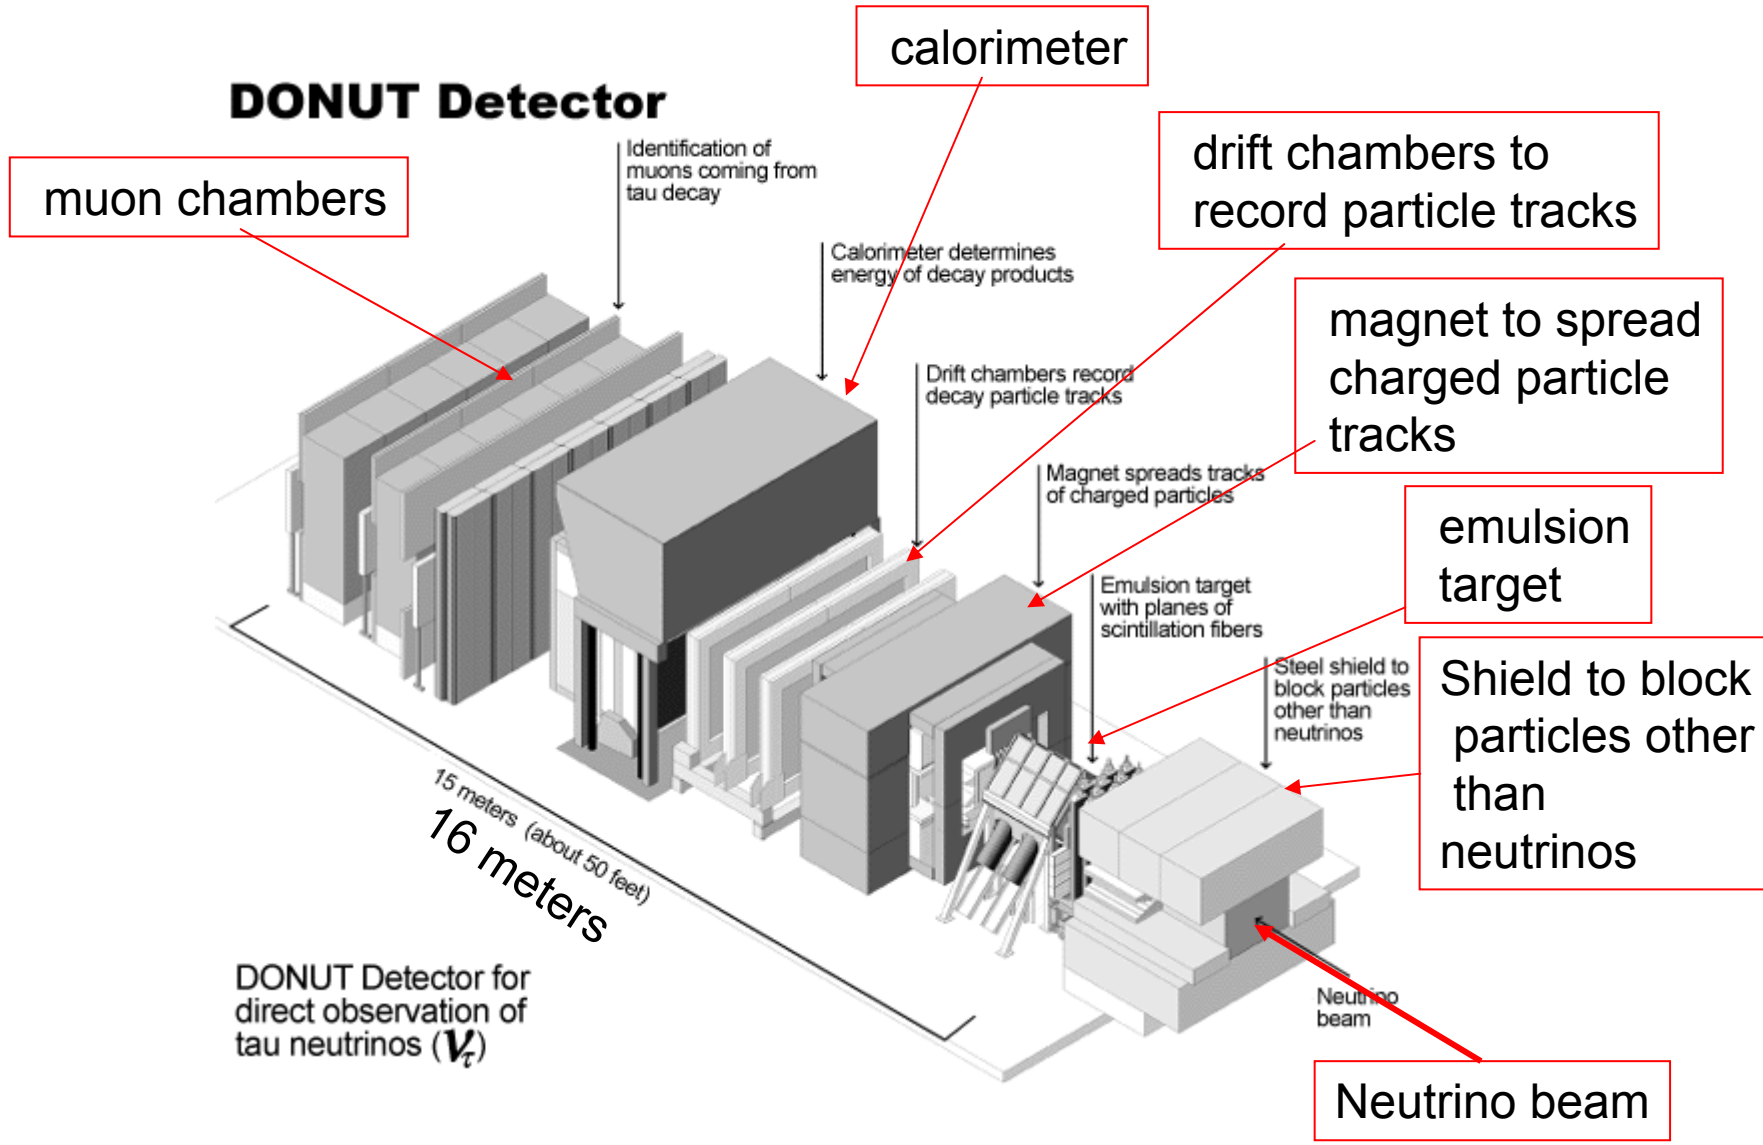 calorimeter
DONUT Detector
Identification of
muons coming from
tau decay
drift chambers to
record particle tracks
muon chambers
Calorimeter determines
energy of decay products
magnet to spread
charged particle
tracks
Drift chambers record
decay particle tracks
Magnet spreads tracks
of charged particles
emulsion
target
Emulsion target
with planes of
scintillation fibers
Steel shield to
block particles
other than
neutrinos
Shield to block
particles other
than
neutrinos
15 meters (about 50 feet)
16 meters
DONUT Detector for
direct observation of
tau neutrinos (ντ)
Neutrino
beam
Neutrino beam